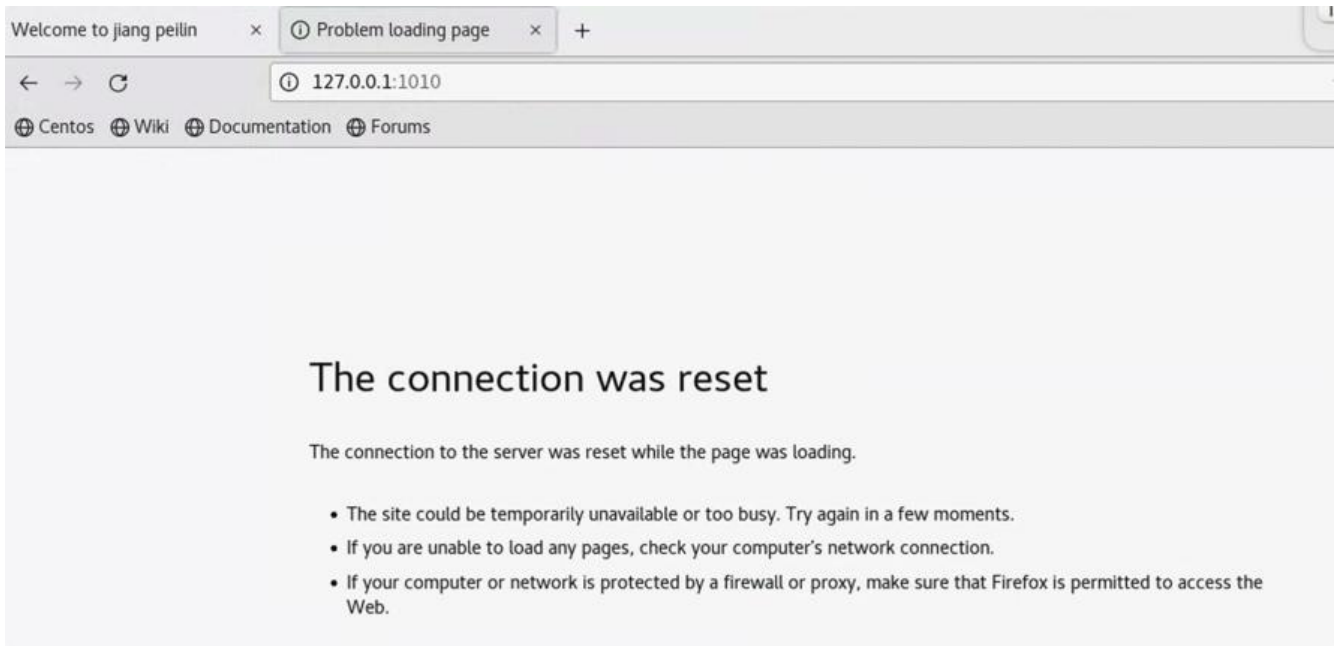 Welcome to jiang peilin
Problem loading page
127.0.0.1:1010
Centos Wiki Documentation Forums
The connection was reset
The connection to the server was reset while the page was loading.
• The site could be temporarily unavailable or too busy. Try again in a few moments.
• If you are unable to load any pages, check your computer's network connection.
• If your computer or network is protected by a firewall or proxy, make sure that Firefox is permitted to access the
Web.